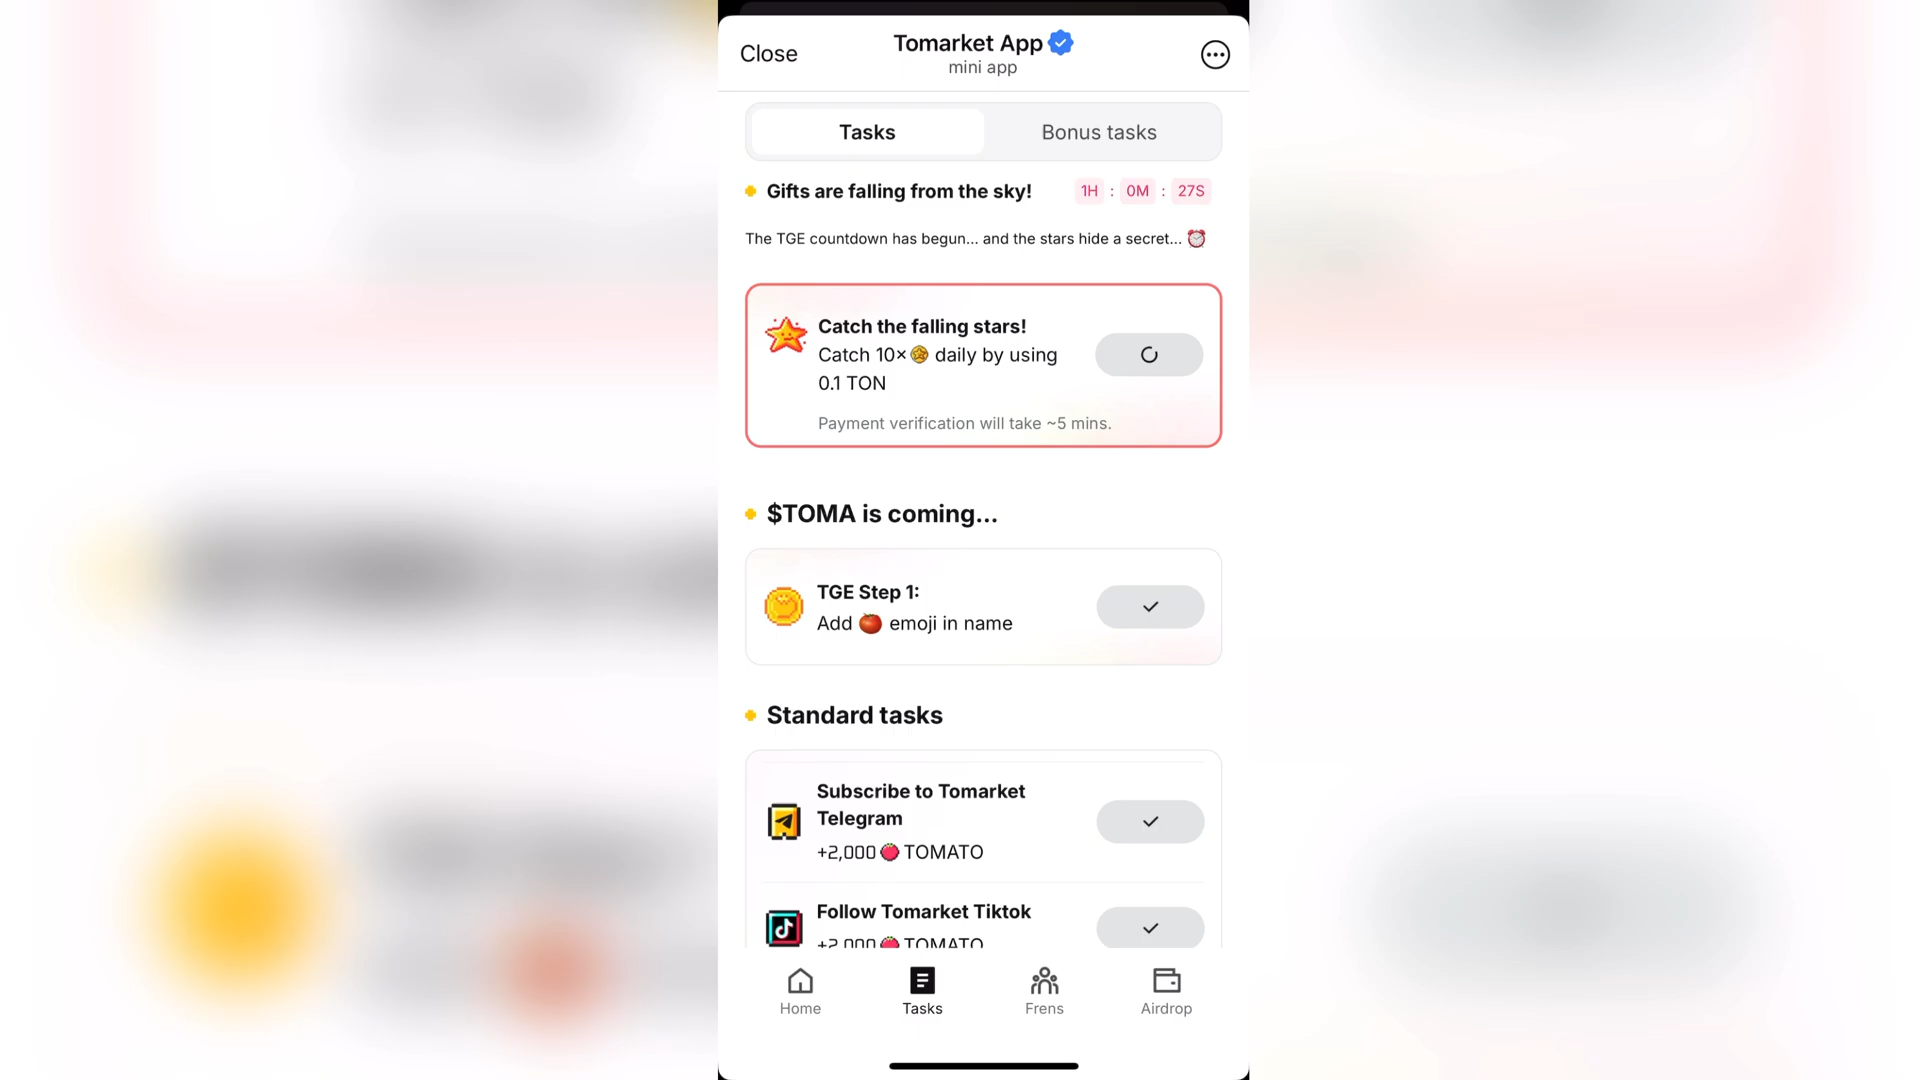 Close
Tomarket App
mini app
Tasks
Bonus tasks
Gifts are falling from the sky!
1H : 0M : 27S
The TGE countdown has begun... and the stars hide a secret... ⏰
Catch the falling stars!
Catch 10× daily by using
0.1 TON
Payment verification will take ~5 mins.
$TOMA is coming...
TGE Step 1:
Add 🍅 emoji in name
Standard tasks
Subscribe to Tomarket
Telegram
+2,000 TOMATO
Follow Tomarket Tiktok
+2,000 TOMATO
Home
Tasks
Frens
Airdrop